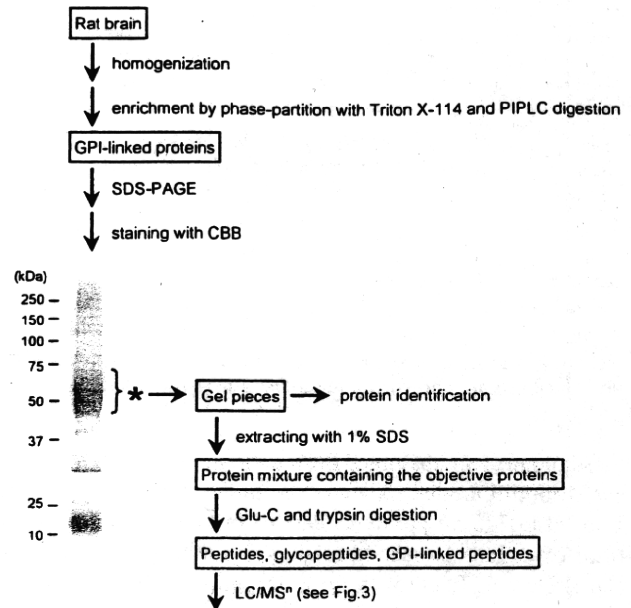 Rat brain
homogenization
enrichment by phase-partition with Triton X-114 and PIPLC digestion
GPI-linked proteins
SDS-PAGE
staining with CBB
(kDa)
250
150
100
75
50
37
25
10
*
Gel pieces
protein identification
extracting with 1% SDS
Protein mixture containing the objective proteins
Glu-C and trypsin digestion
Peptides, glycopeptides, GPI-linked peptides
LC/MSⁿ (see Fig.3)